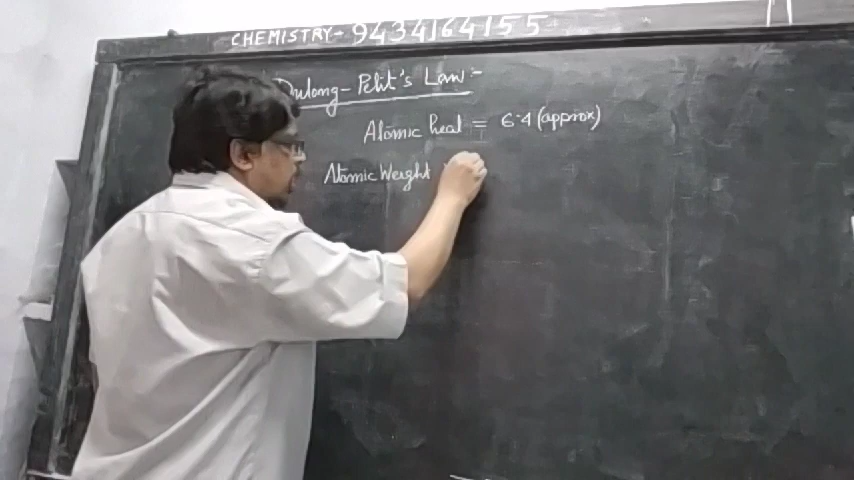 CHEMISTRY- 9434164155
Dulong-Petit's Law:-
Atomic heat = 6.4 (approx)
Atomic Weight